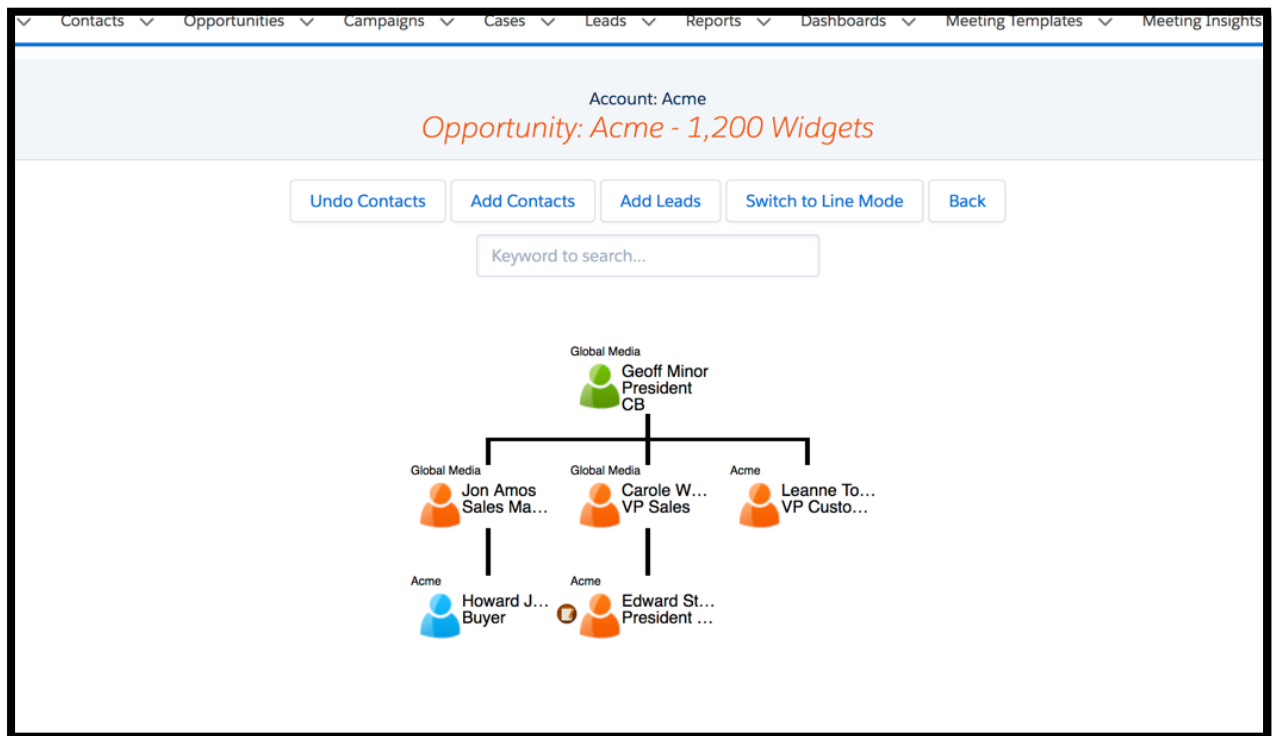 Contacts Opportunities Campaigns Cases Leads Reports Dashboards Meeting Templates Meeting Insights
Account: Acme
Opportunity: Acme - 1,200 Widgets
Undo Contacts Add Contacts Add Leads Switch to Line Mode Back
Keyword to search...
Global Media
Geoff Minor
President
CB
Global Media
Jon Amos
Sales Ma...
Global Media
Carole W...
VP Sales
Acme
Leanne To...
VP Custo...
Acme
Howard J...
Buyer
Acme
Edward St...
President ...